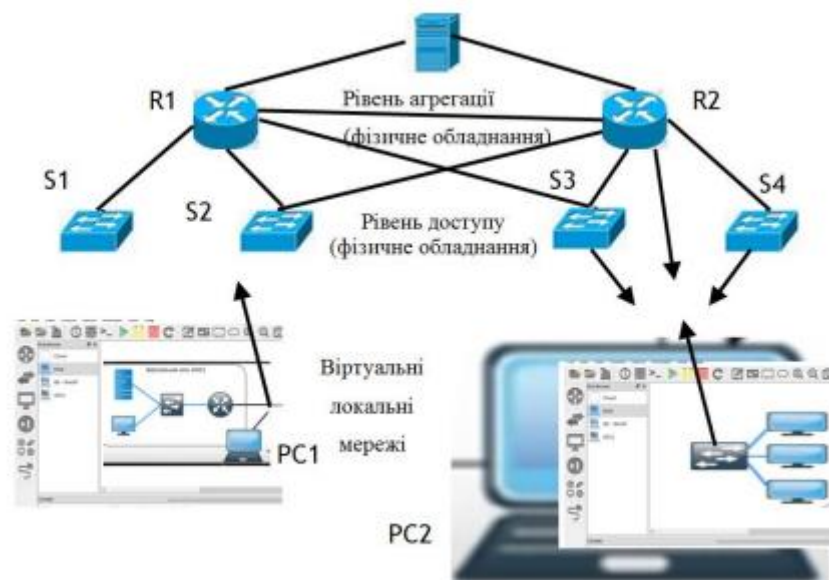 R1
Рівень агрегації
R2
(фізичне обладнання)
S1
S2
S3
S4
Рівень доступу
(фізичне обладнання)
Віртуальні
локальні
мережі
PC1
PC2